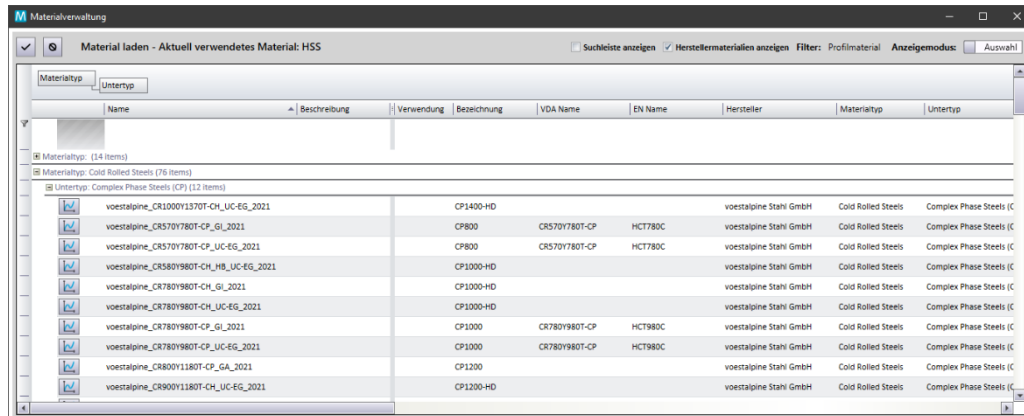 M Materialverwaltung
Material laden - Aktuell verwendetes Material: HSS Suchleiste anzeigen Herstellermaterialien anzeigen Filter: Profilmaterial Anzeigemodus: Auswahl
Materialtyp
Untertyp
Name Beschreibung Verwendung Bezeichnung VDA Name EN Name Hersteller Materialtyp Untertyp
Materialtyp: (14 items)
Materialtyp: Cold Rolled Steels (76 items)
Untertyp: Complex Phase Steels (CP) (12 items)
voestalpine_CR1000Y1370T-CH_UC-EG_2021 CP1400-HD voestalpine Stahl GmbH Cold Rolled Steels Complex Phase Steels (C
voestalpine_CR570Y780T-CP_GI_2021 CP800 CR570Y780T-CP HCT780C voestalpine Stahl GmbH Cold Rolled Steels Complex Phase Steels (C
voestalpine_CR570Y780T-CP_UC-EG_2021 CP800 CR570Y780T-CP HCT780C voestalpine Stahl GmbH Cold Rolled Steels Complex Phase Steels (C
voestalpine_CR580Y980T-CH_HB_UC-EG_2021 CP1000-HD voestalpine Stahl GmbH Cold Rolled Steels Complex Phase Steels (C
voestalpine_CR780Y980T-CH_GI_2021 CP1000-HD voestalpine Stahl GmbH Cold Rolled Steels Complex Phase Steels (C
voestalpine_CR780Y980T-CH_UC-EG_2021 CP1000-HD voestalpine Stahl GmbH Cold Rolled Steels Complex Phase Steels (C
voestalpine_CR780Y980T-CP_GI_2021 CP1000 CR780Y980T-CP HCT980C voestalpine Stahl GmbH Cold Rolled Steels Complex Phase Steels (C
voestalpine_CR780Y980T-CP_UC-EG_2021 CP1000 CR780Y980T-CP HCT980C voestalpine Stahl GmbH Cold Rolled Steels Complex Phase Steels (C
voestalpine_CR800Y1180T-CP_GA_2021 CP1200 voestalpine Stahl GmbH Cold Rolled Steels Complex Phase Steels (C
voestalpine_CR900Y1180T-CH_UC-EG_2021 CP1200-HD voestalpine Stahl GmbH Cold Rolled Steels Complex Phase Steels (C